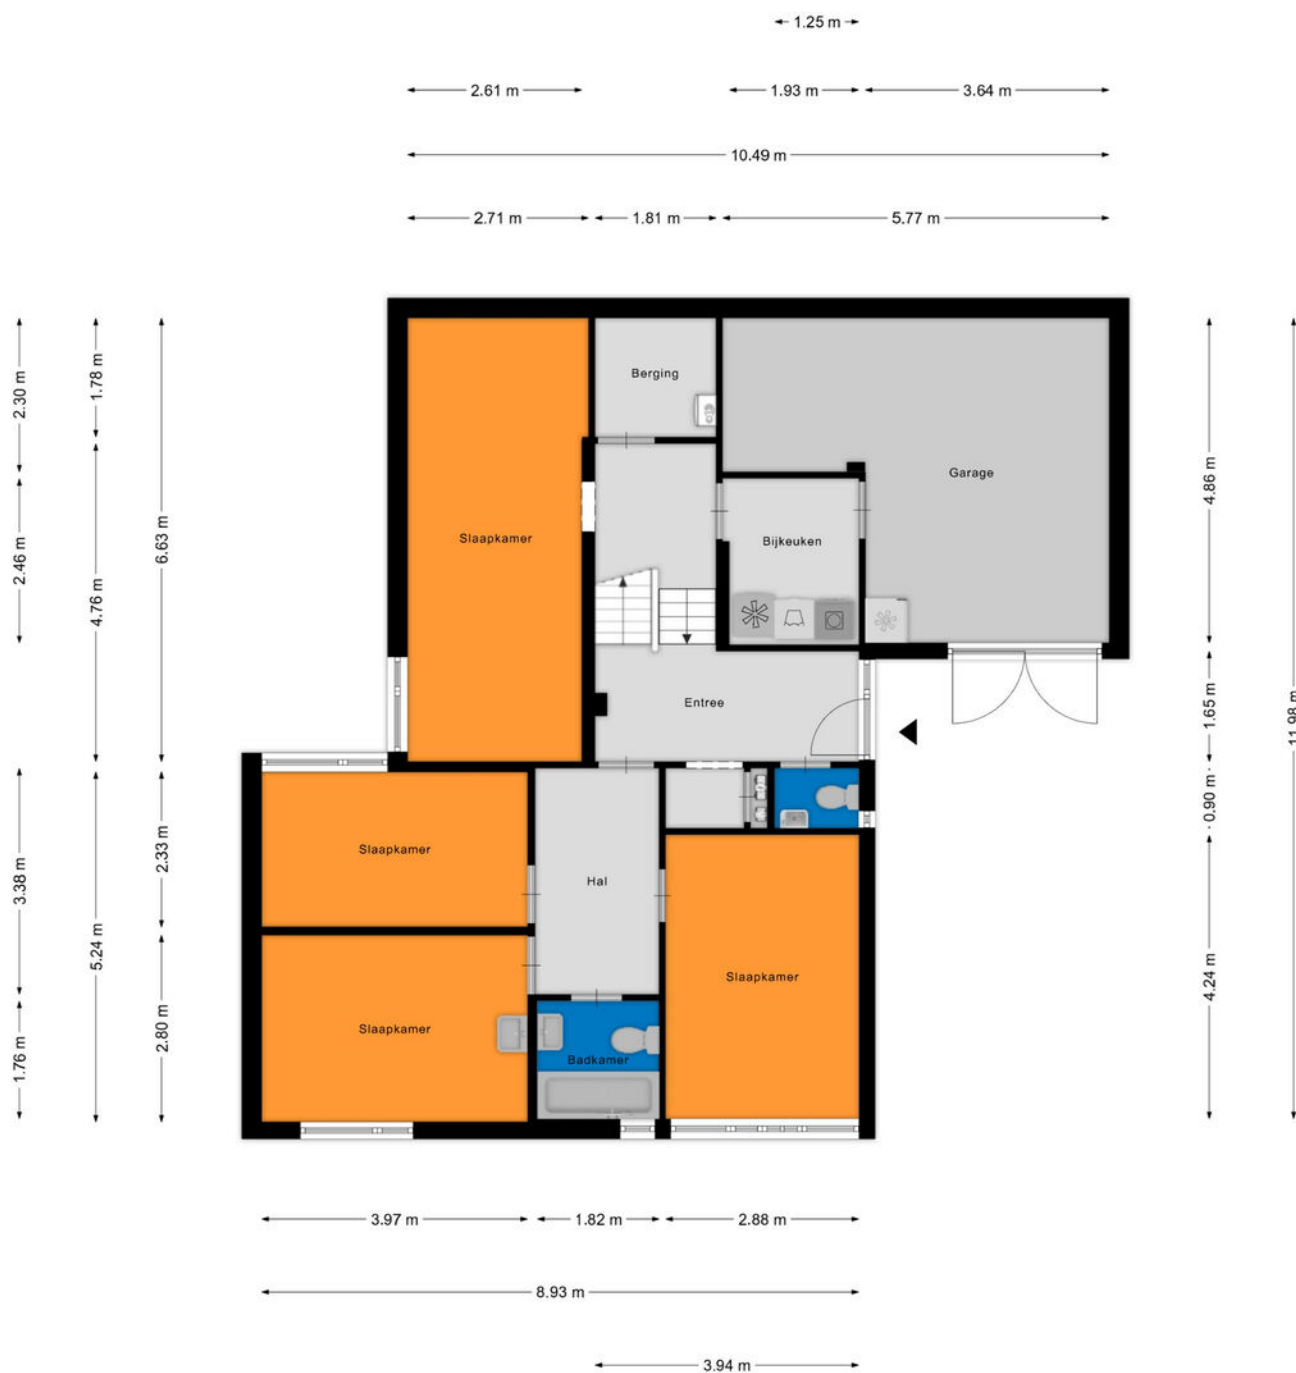 1.25 m
2.61 m
1.93 m
3.64 m
10.49 m
2.71 m
1.81 m
5.77 m
2.30 m
1.78 m
6.63 m
2.46 m
4.76 m
3.38 m
5.24 m
2.33 m
1.76 m
2.80 m
Berging
Garage
Slaapkamer
Bijkeuken
Entree
Slaapkamer
Hal
Slaapkamer
Slaapkamer
Badkamer
4.86 m
11.98 m
1.65 m
0.90 m
4.24 m
3.97 m
1.82 m
2.88 m
8.93 m
3.94 m